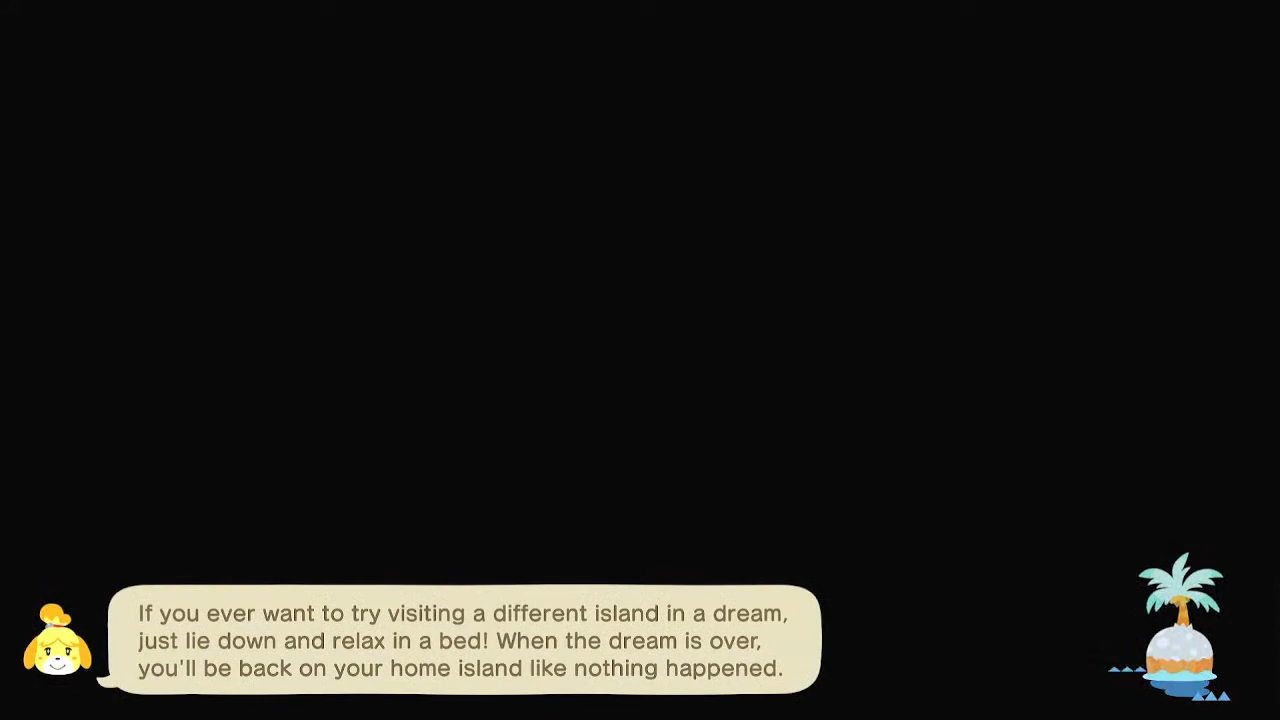 If you ever want to try visiting a different island in a dream,
just lie down and relax in a bed! When the dream is over,
you'll be back on your home island like nothing happened.